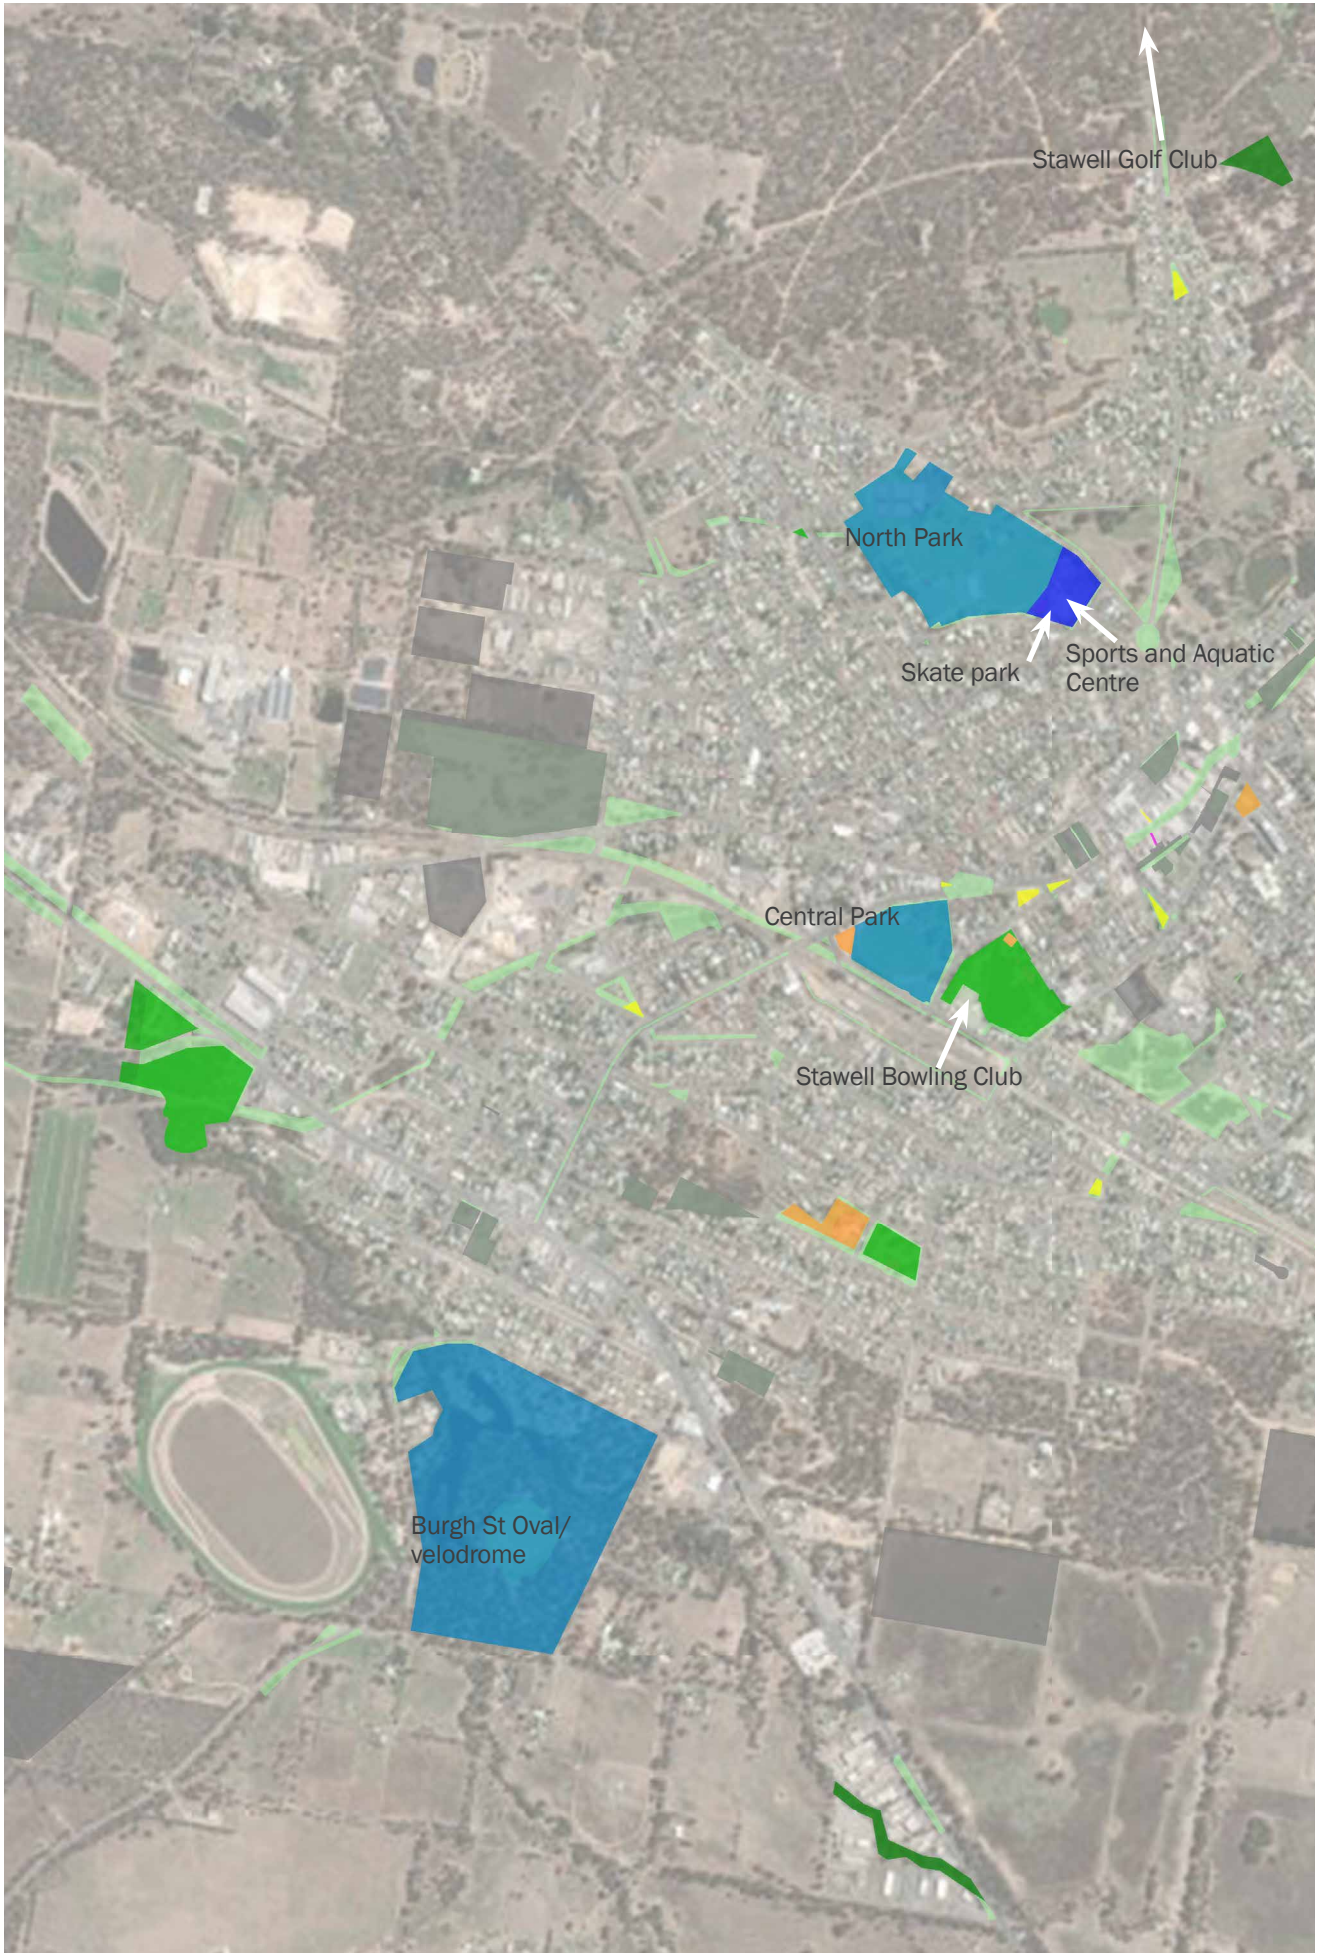 Stawell Golf Club
North Park
Sports and Aquatic
Centre
Skate park
Central Park
Stawell Bowling Club
Burgh St Oval/
velodrome